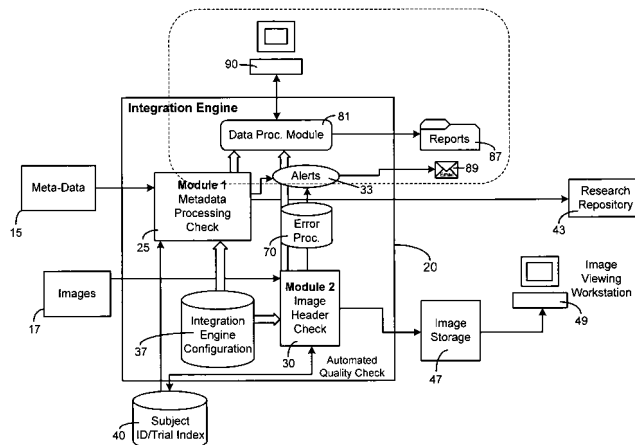 90
Integration Engine
81
Data Proc. Module
Reports
87
Meta-Data
15
Module 1
Metadata
Processing
Check
25
Alerts
33
89
Research
Repository
43
Error
Proc.
70
20
Images
17
Module 2
Image
Header
Check
30
Integration
Engine
Configuration
37
Image
Viewing
Workstation
49
Image
Storage
47
Automated
Quality Check
Subject
ID/Trial Index
40